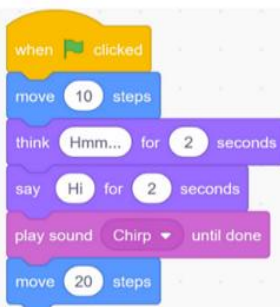 when clicked
move 10 steps
think Hmm... for 2 seconds
say Hi for 2 seconds
play sound Chirp until done
move 20 steps